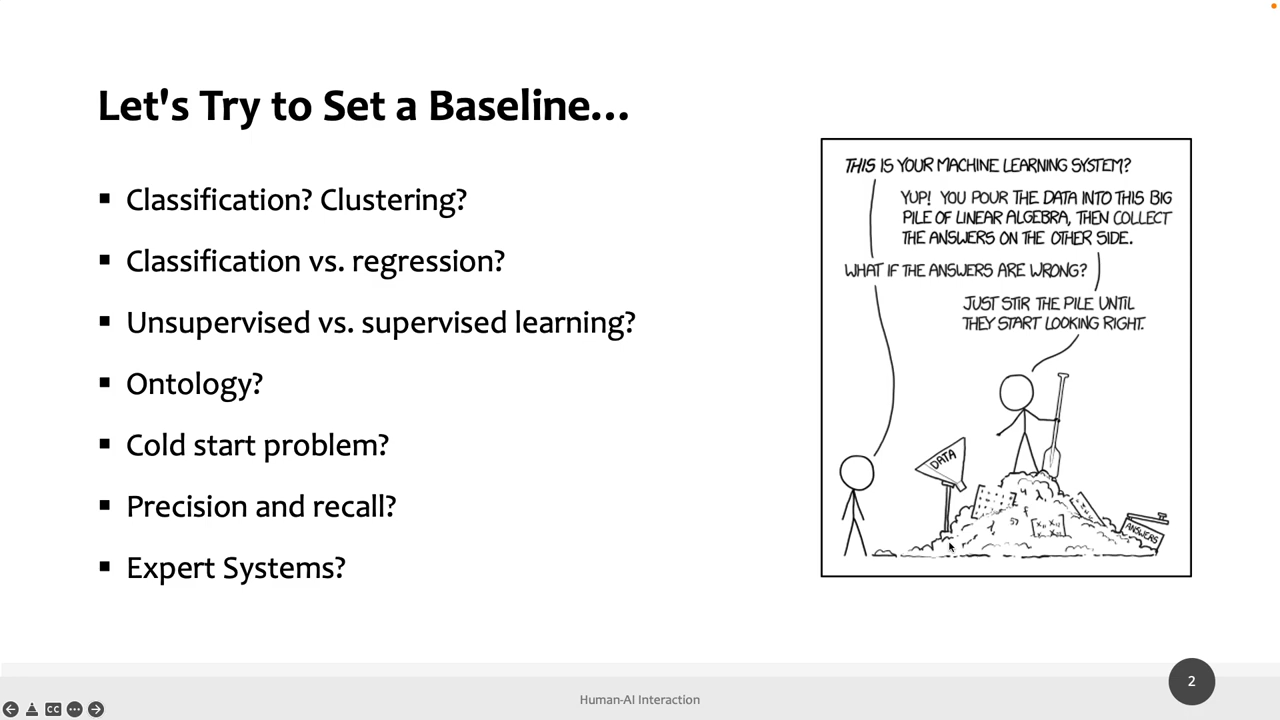 Let's Try to Set a Baseline...
▪ Classification? Clustering?
▪ Classification vs. regression?
▪ Unsupervised vs. supervised learning?
▪ Ontology?
▪ Cold start problem?
▪ Precision and recall?
▪ Expert Systems?
THIS IS YOUR MACHINE LEARNING SYSTEM?
YUP! YOU POUR THE DATA INTO THIS BIG
PILE OF LINEAR ALGEBRA, THEN COLLECT
THE ANSWERS ON THE OTHER SIDE.
WHAT IF THE ANSWERS ARE WRONG?
JUST STIR THE PILE UNTIL
THEY START LOOKING RIGHT.
DATA
ANSWERS
Human-AI Interaction
2
CC